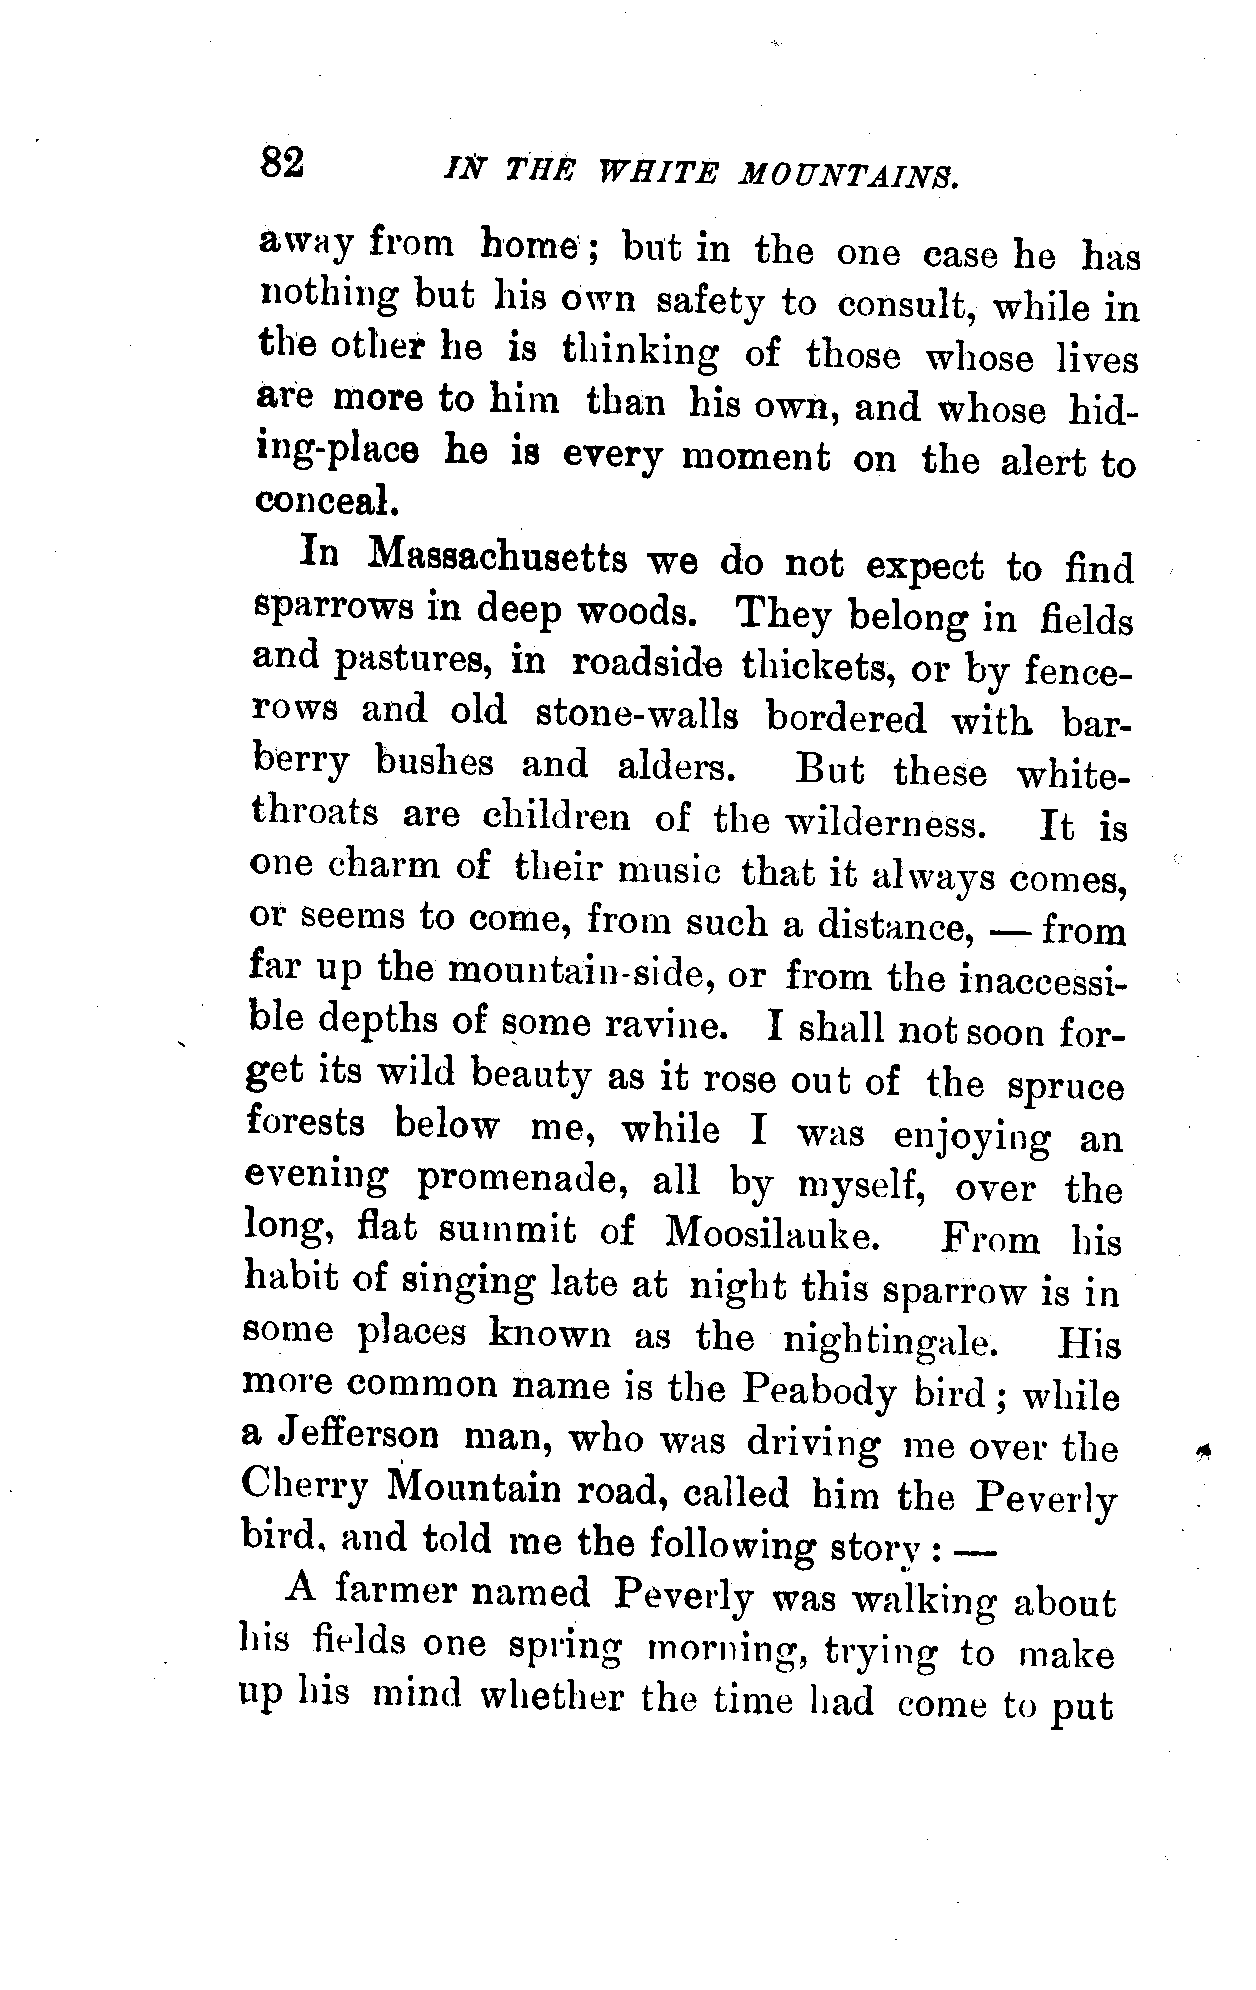 82 IN THE WHITE MOUNTAINS.
away from home; but in the one case he has
nothing but his own safety to consult, while in
the other he is thinking of those whose lives
are more to him than his own, and whose hid-
ing-place he is every moment on the alert to
conceal.
In Massachusetts we do not expect to find
sparrows in deep woods. They belong in fields
and pastures, in roadside thickets, or by fence-
rows and old stone-walls bordered with bar-
berry bushes and alders. But these white-
throats are children of the wilderness. It is
one charm of their music that it always comes,
or seems to come, from such a distance, — from
far up the mountain-side, or from the inaccessi-
ble depths of some ravine. I shall not soon for-
get its wild beauty as it rose out of the spruce
forests below me, while I was enjoying an
evening promenade, all by myself, over the
long, flat summit of Moosilauke. From his
habit of singing late at night this sparrow is in
some places known as the nightingale. His
more common name is the Peabody bird; while
a Jefferson man, who was driving me over the
Cherry Mountain road, called him the Peverly
bird, and told me the following story: —
A farmer named Peverly was walking about
his fields one spring morning, trying to make
up his mind whether the time had come to put